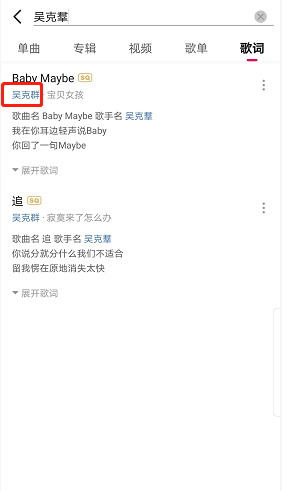 吴克羣
单曲 专辑 视频 歌单 歌词
Baby Maybe SQ
吴克群 · 宝贝女孩
歌曲名 Baby Maybe 歌手名 吴克羣
我在你耳边轻声说Baby
你回了一句Maybe
展开歌词
追 SQ
吴克群 · 寂寞来了怎么办
歌曲名 追 歌手名 吴克羣
你说分就分什么我们不适合
留我愣在原地消失太快
展开歌词